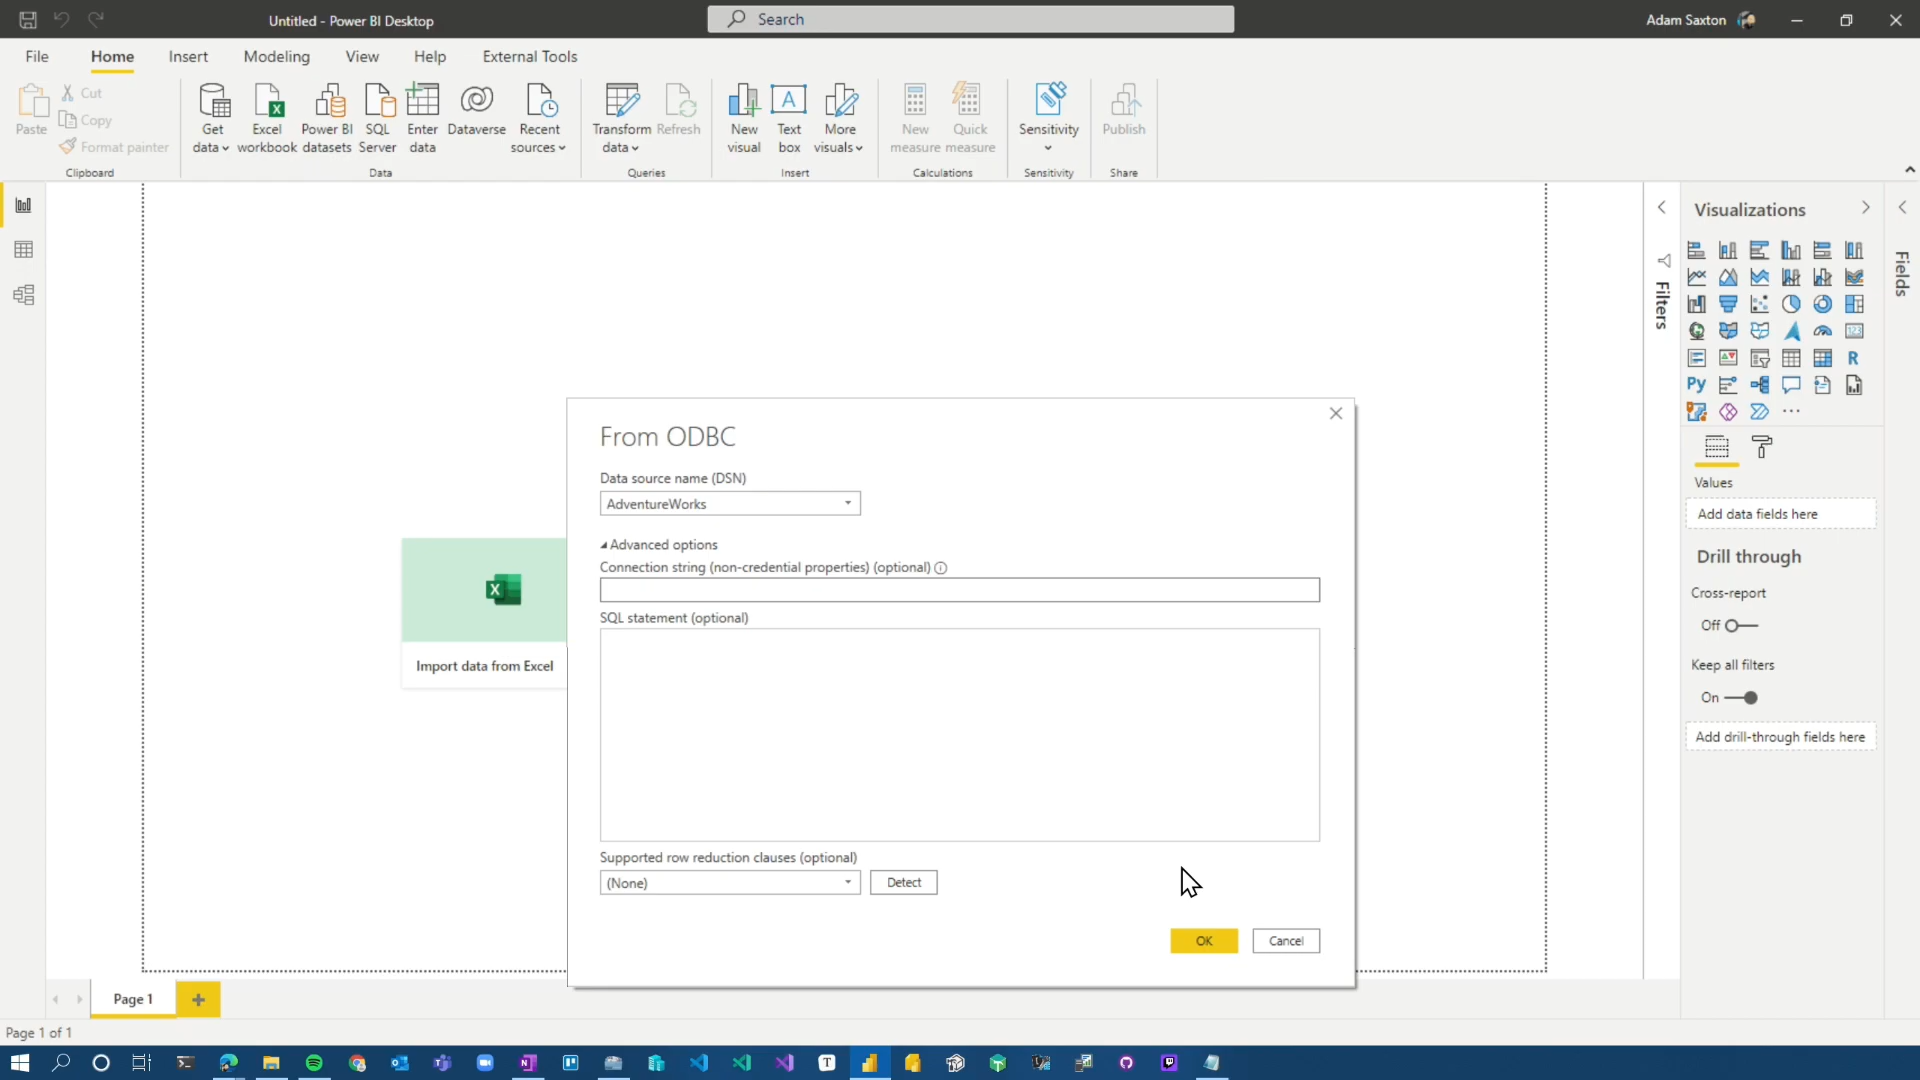 Untitled - Power BI Desktop
Search
Adam Saxton
File
Home
Insert
Modeling
View
Help
External Tools
Paste
Cut
Copy
Format painter
Clipboard
Get data
Excel workbook
Power BI datasets
SQL Server
Enter data
Dataverse
Recent sources
Data
Transform data
Refresh
Queries
New visual
Text box
More visuals
Insert
New measure
Quick measure
Calculations
Sensitivity
Sensitivity
Publish
Share
Import data from Excel
From ODBC
Data source name (DSN)
AdventureWorks
Advanced options
Connection string (non-credential properties) (optional)
SQL statement (optional)
Supported row reduction clauses (optional)
(None)
Detect
OK
Cancel
Filters
Visualizations
R
Py
Values
Add data fields here
Drill through
Cross-report
Off
Keep all filters
On
Add drill-through fields here
Fields
Page 1
Page 1 of 1